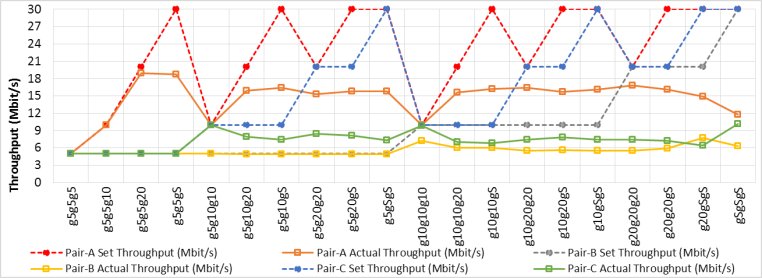 30
27
24
21
18
15
12
9
6
3
0
Throughput (Mbit/s)
g5g5g5
g5g5g10
g5g5g20
g5g5gS
g5g10g10
g5g10g20
g5g10gS
g5g20g20
g5g20gS
g5gSgS
g10g10g10
g10g10g20
g10g10gS
g10g20g20
g10g20gS
g10gSgS
g20g20g20
g20g20gS
g20gSgS
gSgSgS
Pair-A Set Throughput (Mbit/s)
Pair-A Actual Throughput (Mbit/s)
Pair-B Set Throughput (Mbit/s)
Pair-B Actual Throughput (Mbit/s)
Pair-C Set Throughput (Mbit/s)
Pair-C Actual Throughput (Mbit/s)